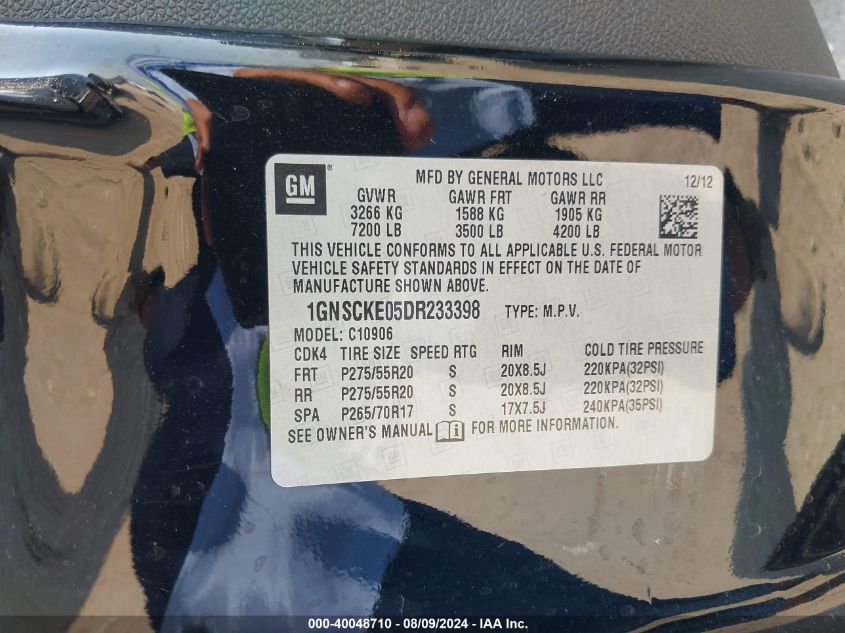 GM
MFD BY GENERAL MOTORS LLC 12/12
GVWR GAWR FRT GAWR RR
3266 KG 1588 KG 1905 KG
7200 LB 3500 LB 4200 LB
THIS VEHICLE CONFORMS TO ALL APPLICABLE U.S. FEDERAL MOTOR
VEHICLE SAFETY STANDARDS IN EFFECT ON THE DATE OF
MANUFACTURE SHOWN ABOVE.
1GNSCKE05DR233398 TYPE: M.P.V.
MODEL: C10906
CDK4 TIRE SIZE SPEED RTG RIM COLD TIRE PRESSURE
FRT P275/55R20 S 20X8.5J 220KPA(32PSI)
RR P275/55R20 S 20X8.5J 220KPA(32PSI)
SPA P265/70R17 S 17X7.5J 240KPA(35PSI)
SEE OWNER'S MANUAL FOR MORE INFORMATION.
000-40048710 - 08/09/2024 - IAA Inc.